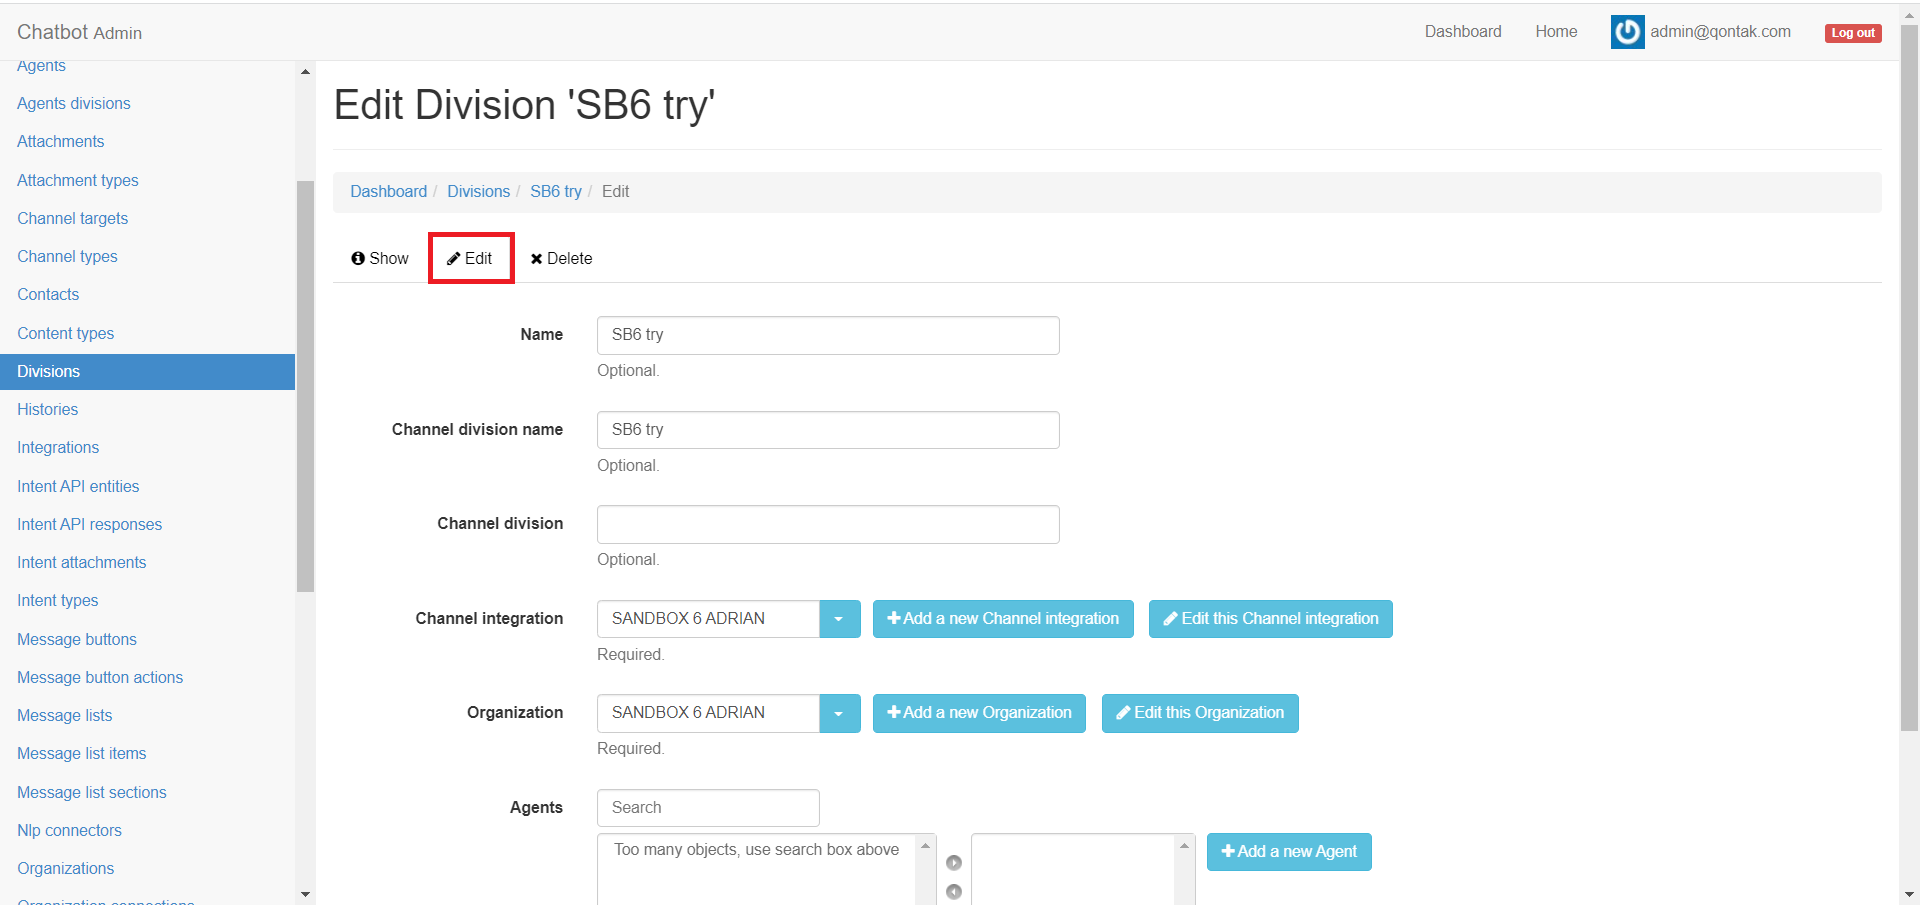 Chatbot Admin
Dashboard
Home
admin@qontak.com
Log out
Agents
Agents divisions
Attachments
Attachment types
Channel targets
Channel types
Contacts
Content types
Divisions
Histories
Integrations
Intent API entities
Intent API responses
Intent attachments
Intent types
Message buttons
Message button actions
Message lists
Message list items
Message list sections
Nlp connectors
Organizations
Organization connections
Edit Division 'SB6 try'
Dashboard / Divisions / SB6 try / Edit
Show
Edit
Delete
Name
SB6 try
Optional.
Channel division name
SB6 try
Optional.
Channel division
Optional.
Channel integration
SANDBOX 6 ADRIAN
Add a new Channel integration
Edit this Channel integration
Required.
Organization
SANDBOX 6 ADRIAN
Add a new Organization
Edit this Organization
Required.
Agents
Search
Too many objects, use search box above
Add a new Agent